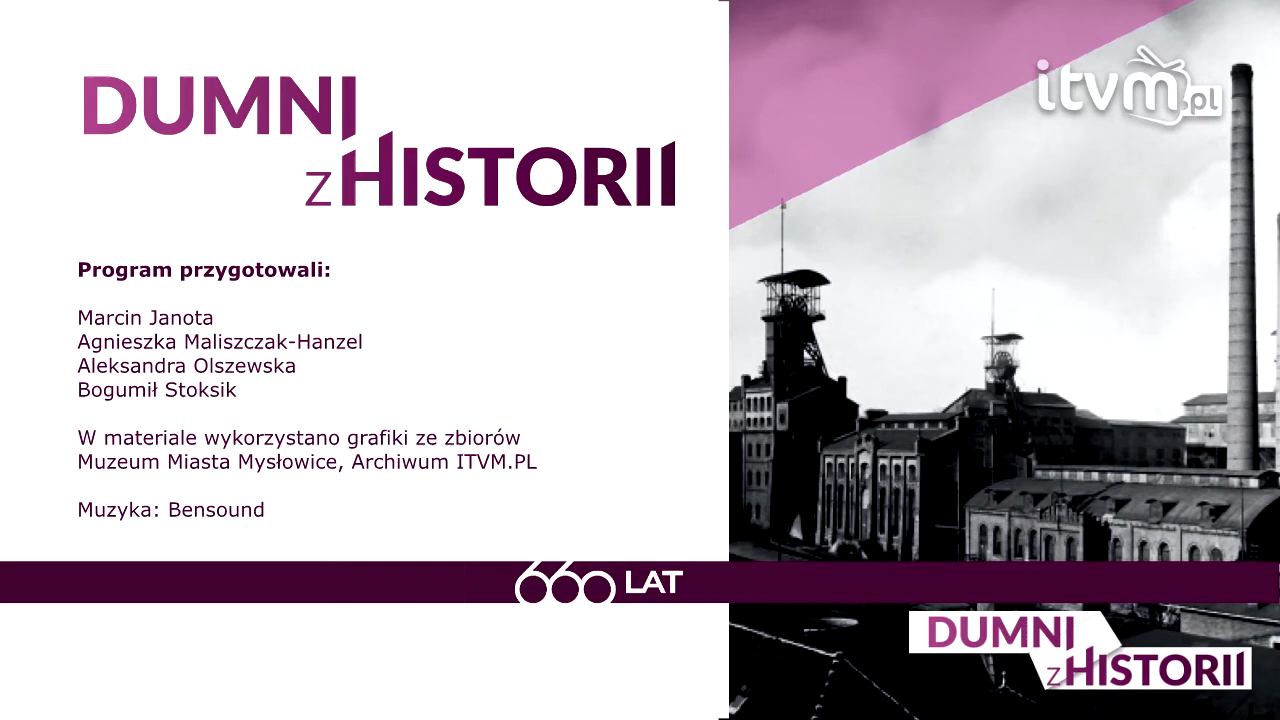 DUMNI
z HISTORII
Program przygotowali:
Marcin Janota
Agnieszka Maliszczak-Hanzel
Aleksandra Olszewska
Bogumił Stoksik
W materiale wykorzystano grafiki ze zbiorów
Muzeum Miasta Mysłowice, Archiwum ITVM.PL
Muzyka: Bensound
660 LAT
itvm.pl
DUMNI
z HISTORII